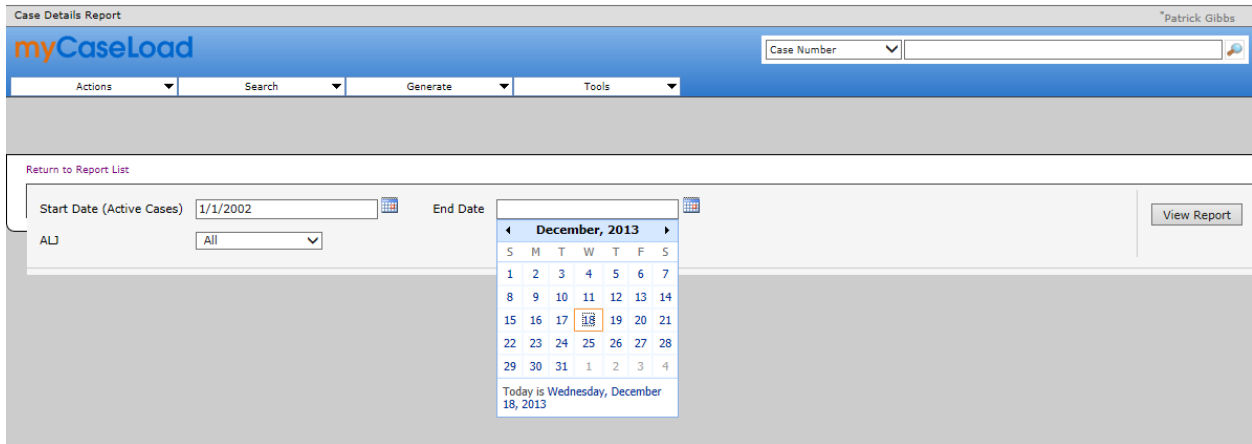 Case Details Report
*Patrick Gibbs
myCaseLoad
Case Number
Actions Search Generate Tools
Return to Report List
Start Date (Active Cases) 1/1/2002 End Date
View Report
ALJ All
December, 2013
S M T W T F S
1 2 3 4 5 6 7
8 9 10 11 12 13 14
15 16 17 18 19 20 21
22 23 24 25 26 27 28
29 30 31 1 2 3 4
Today is Wednesday, December
18, 2013